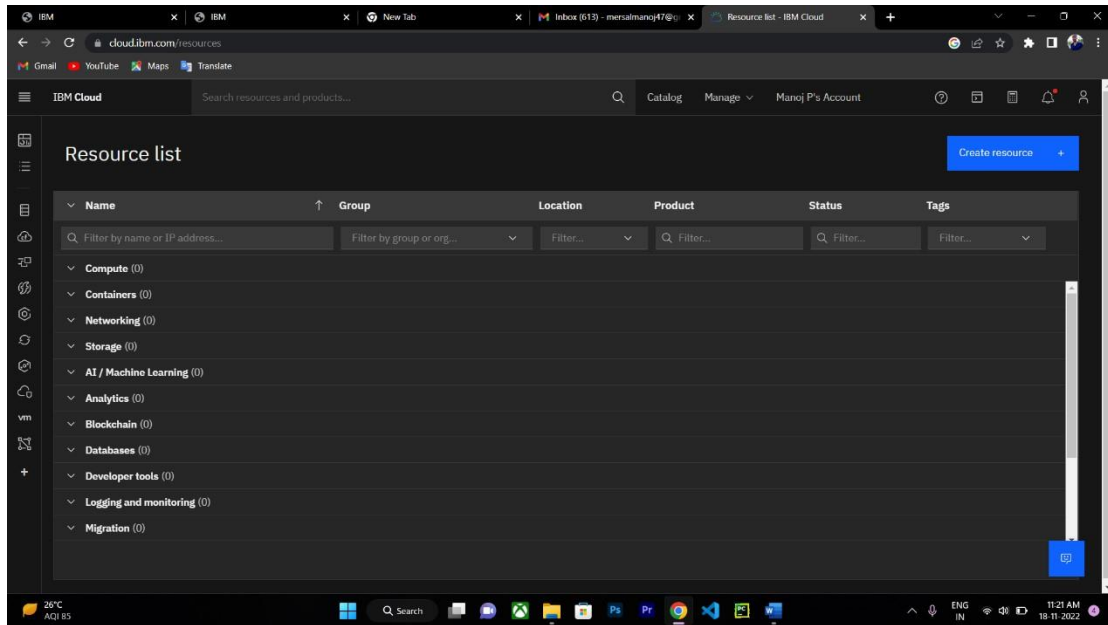 IBM IBM New Tab Inbox (613) - mersalmanoj47@g Resource list - IBM Cloud
cloud.ibm.com/resources
Gmail YouTube Maps Translate
IBM Cloud Search resources and products... Catalog Manage Manoj P's Account
Resource list
Create resource +
Name Group Location Product Status Tags
Filter by name or IP address... Filter by group or org... Filter... Filter... Filter... Filter...
Compute (0)
Containers (0)
Networking (0)
Storage (0)
AI / Machine Learning (0)
Analytics (0)
vm
Blockchain (0)
Databases (0)
Developer tools (0)
Logging and monitoring (0)
Migration (0)
26°C
AQI 85
Search
Ps Pr PC
ENG
IN
11:21 AM
18-11-2022
4